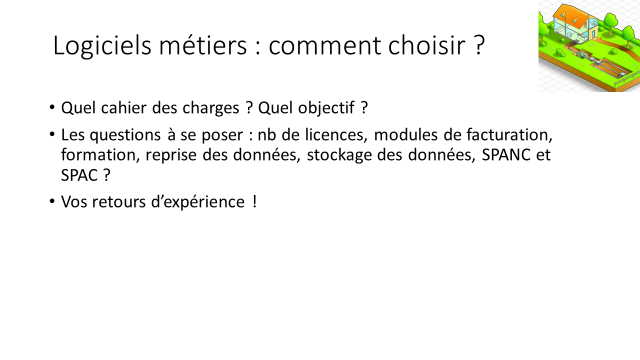 Logiciels métiers : comment choisir ?
• Quel cahier des charges ? Quel objectif ?
• Les questions à se poser : nb de licences, modules de facturation,
formation, reprise des données, stockage des données, SPANC et
SPAC ?
• Vos retours d’expérience !